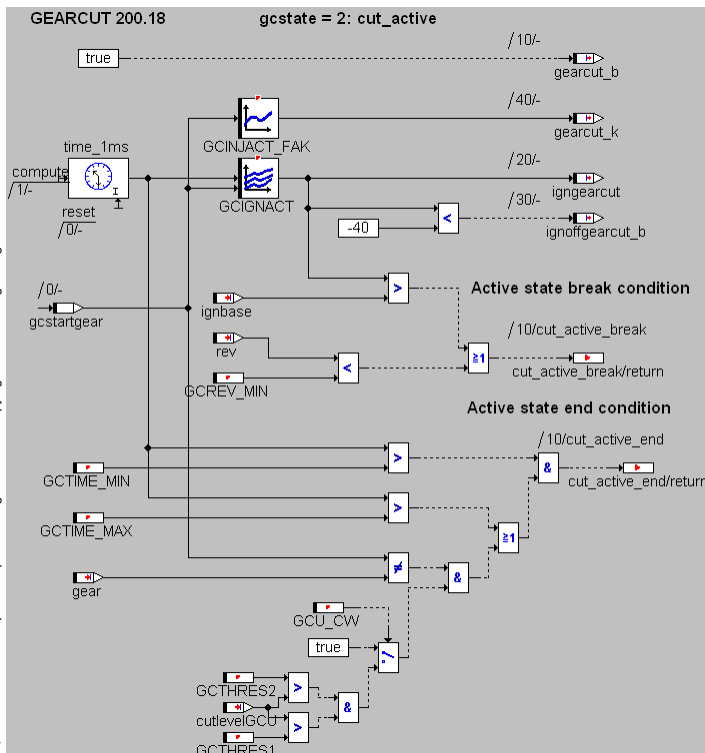 GEARCUT 200.18 gcstate = 2: cut_active
/10/-
true
gearcut_b
/40/-
gearcut_k
time_1ms
GCINJACT_FAK
/20/-
compute
/1/-
igngearcut
reset
/0/-
GCIGNACT
/30/-
-40
<
ignoffgearcut_b
/0/-
gcstartgear
>
Active state break condition
ignbase
/10/cut_active_break
rev
<
≧1
cut_active_break/return
GCREV_MIN
Active state end condition
/10/cut_active_end
>
&
GCTIME_MIN
cut_active_end/return
>
GCTIME_MAX
≧1
≠
&
gear
GCU_CW
true
GCTHRES2
>
cutlevelGCU
&
>
GCTHRES1